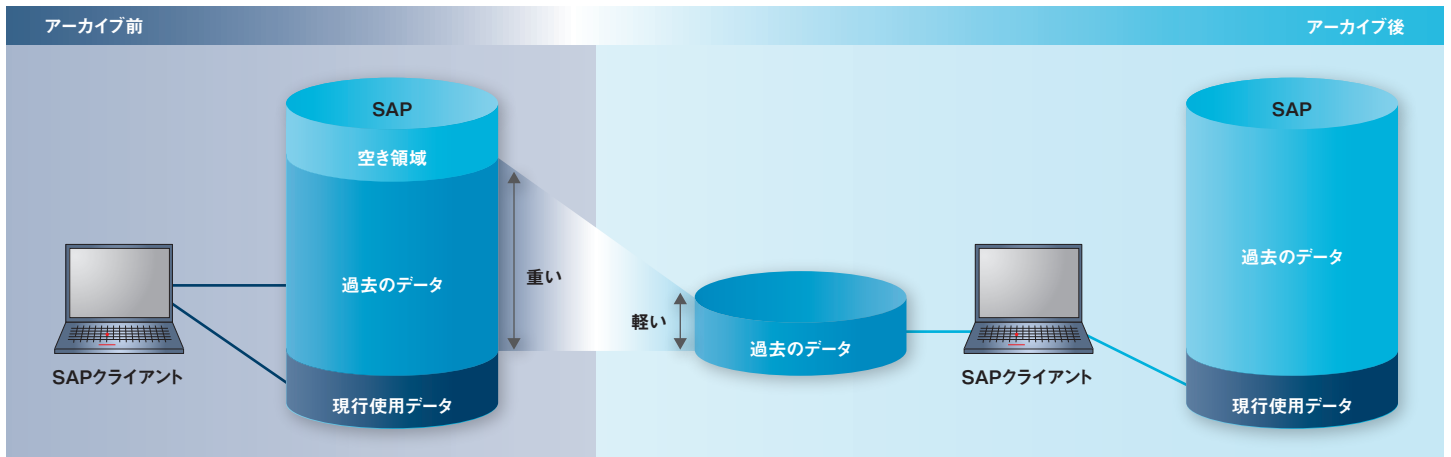 アーカイブ前
アーカイブ後
SAP
空き領域
過去のデータ
現行使用データ
SAPクライアント
重い
軽い
過去のデータ
SAPクライアント
SAP
過去のデータ
現行使用データ